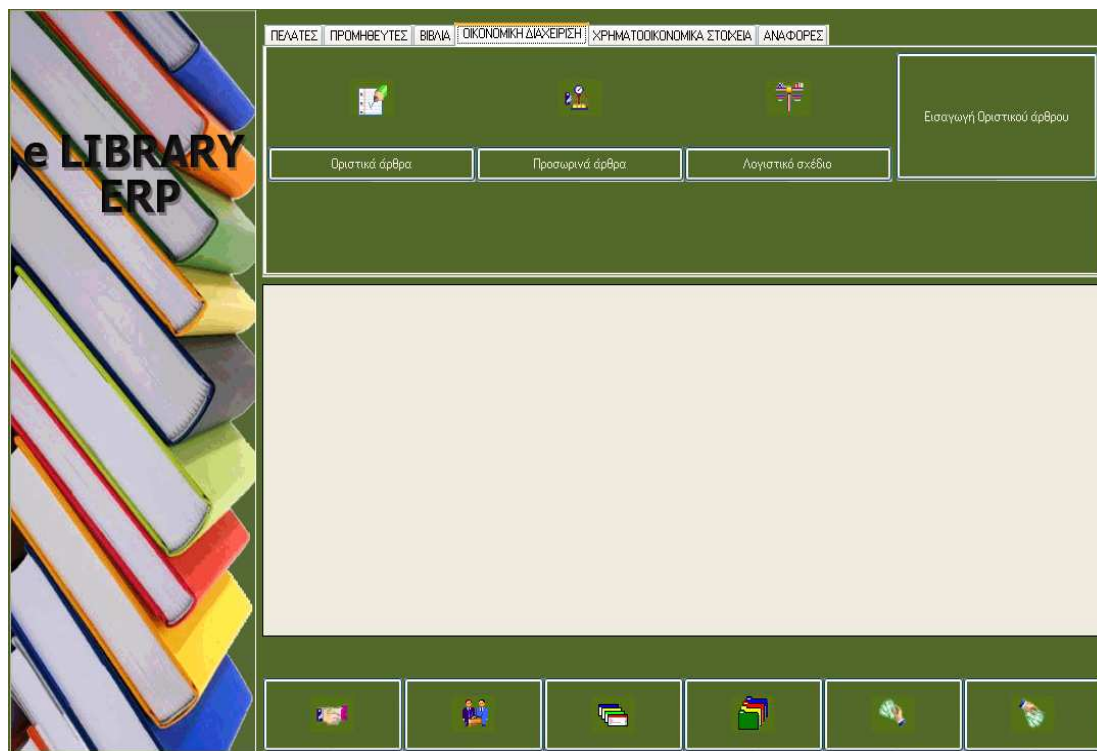 ΠΕΛΑΤΕΣ ΠΡΟΜΗΘΕΥΤΕΣ ΒΙΒΛΙΑ ΟΙΚΟΝΟΜΙΚΗ ΔΙΑΧΕΙΡΙΣΗ ΧΡΗΜΑΤΟΟΙΚΟΝΟΜΙΚΑ ΣΤΟΙΧΕΙΑ ΑΝΑΦΟΡΕΣ
e LIBRARY
ERP
Εισαγωγή Οριστικού άρθρου
Οριστικά άρθρα Προσωρινά άρθρα Λογιστικό σχέδιο